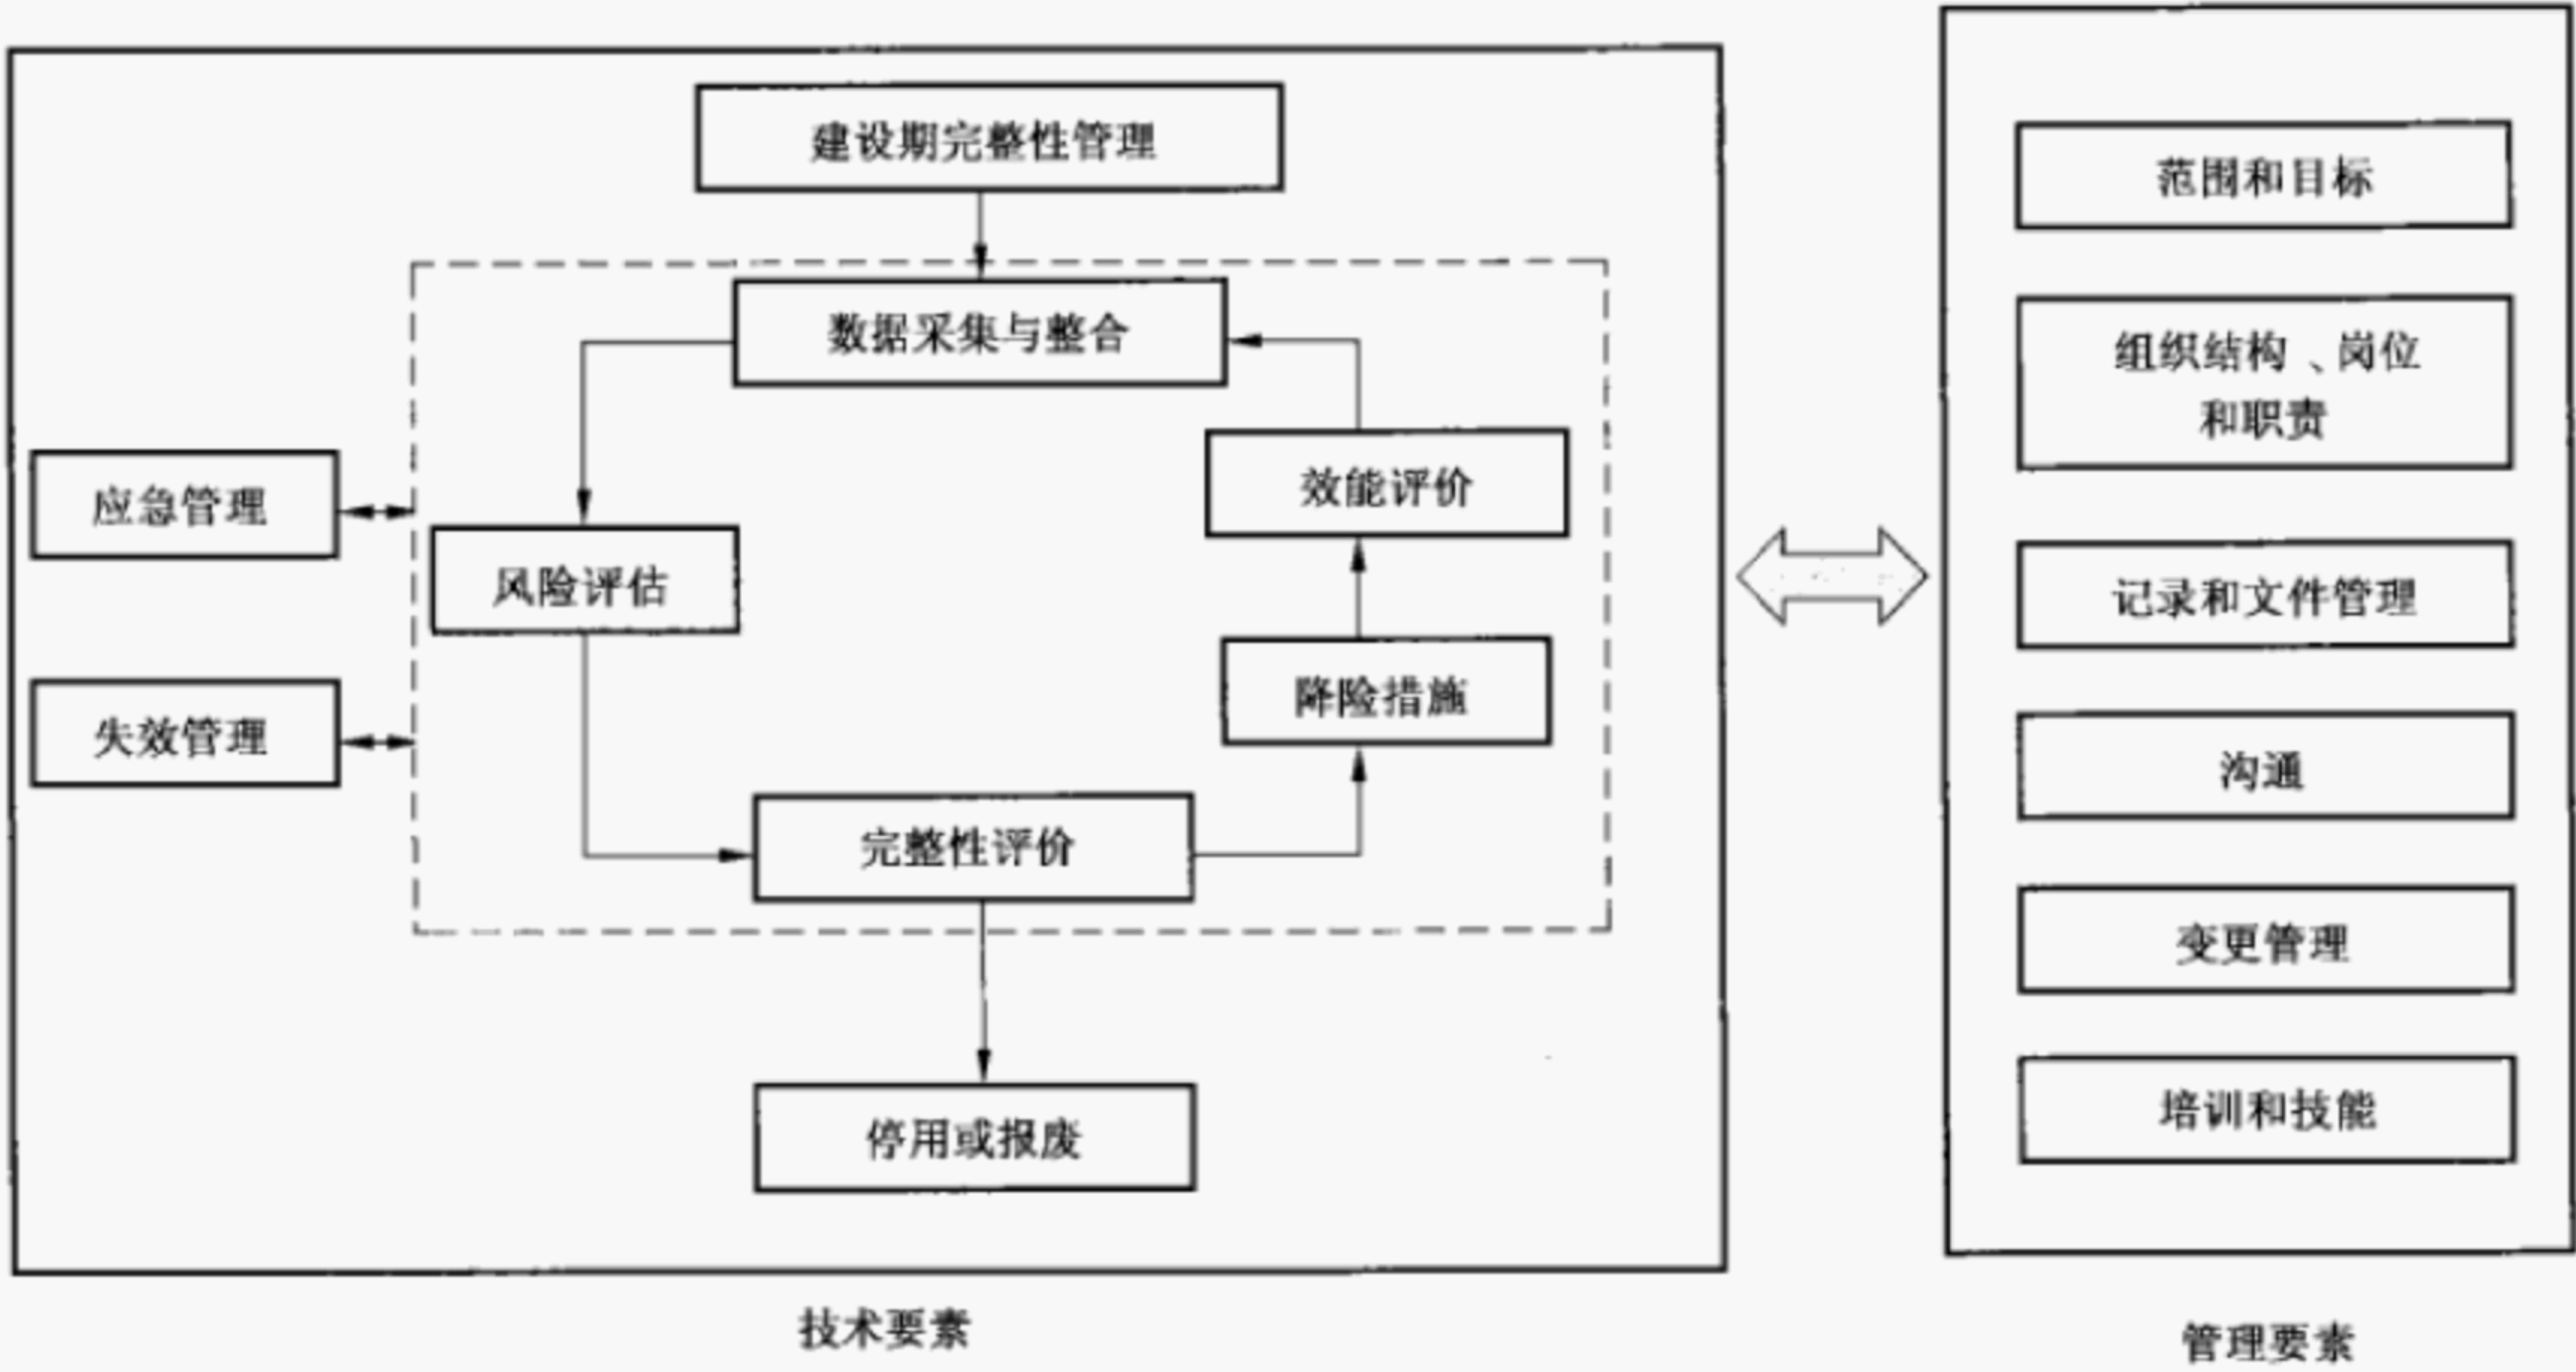 建设期完整性管理
数据采集与整合
效能评价
应急管理
风险评估
降险措施
失效管理
完整性评价
停用或报废
技术要素
范围和目标
组织结构、岗位
和职责
记录和文件管理
沟通
变更管理
培训和技能
管理要素